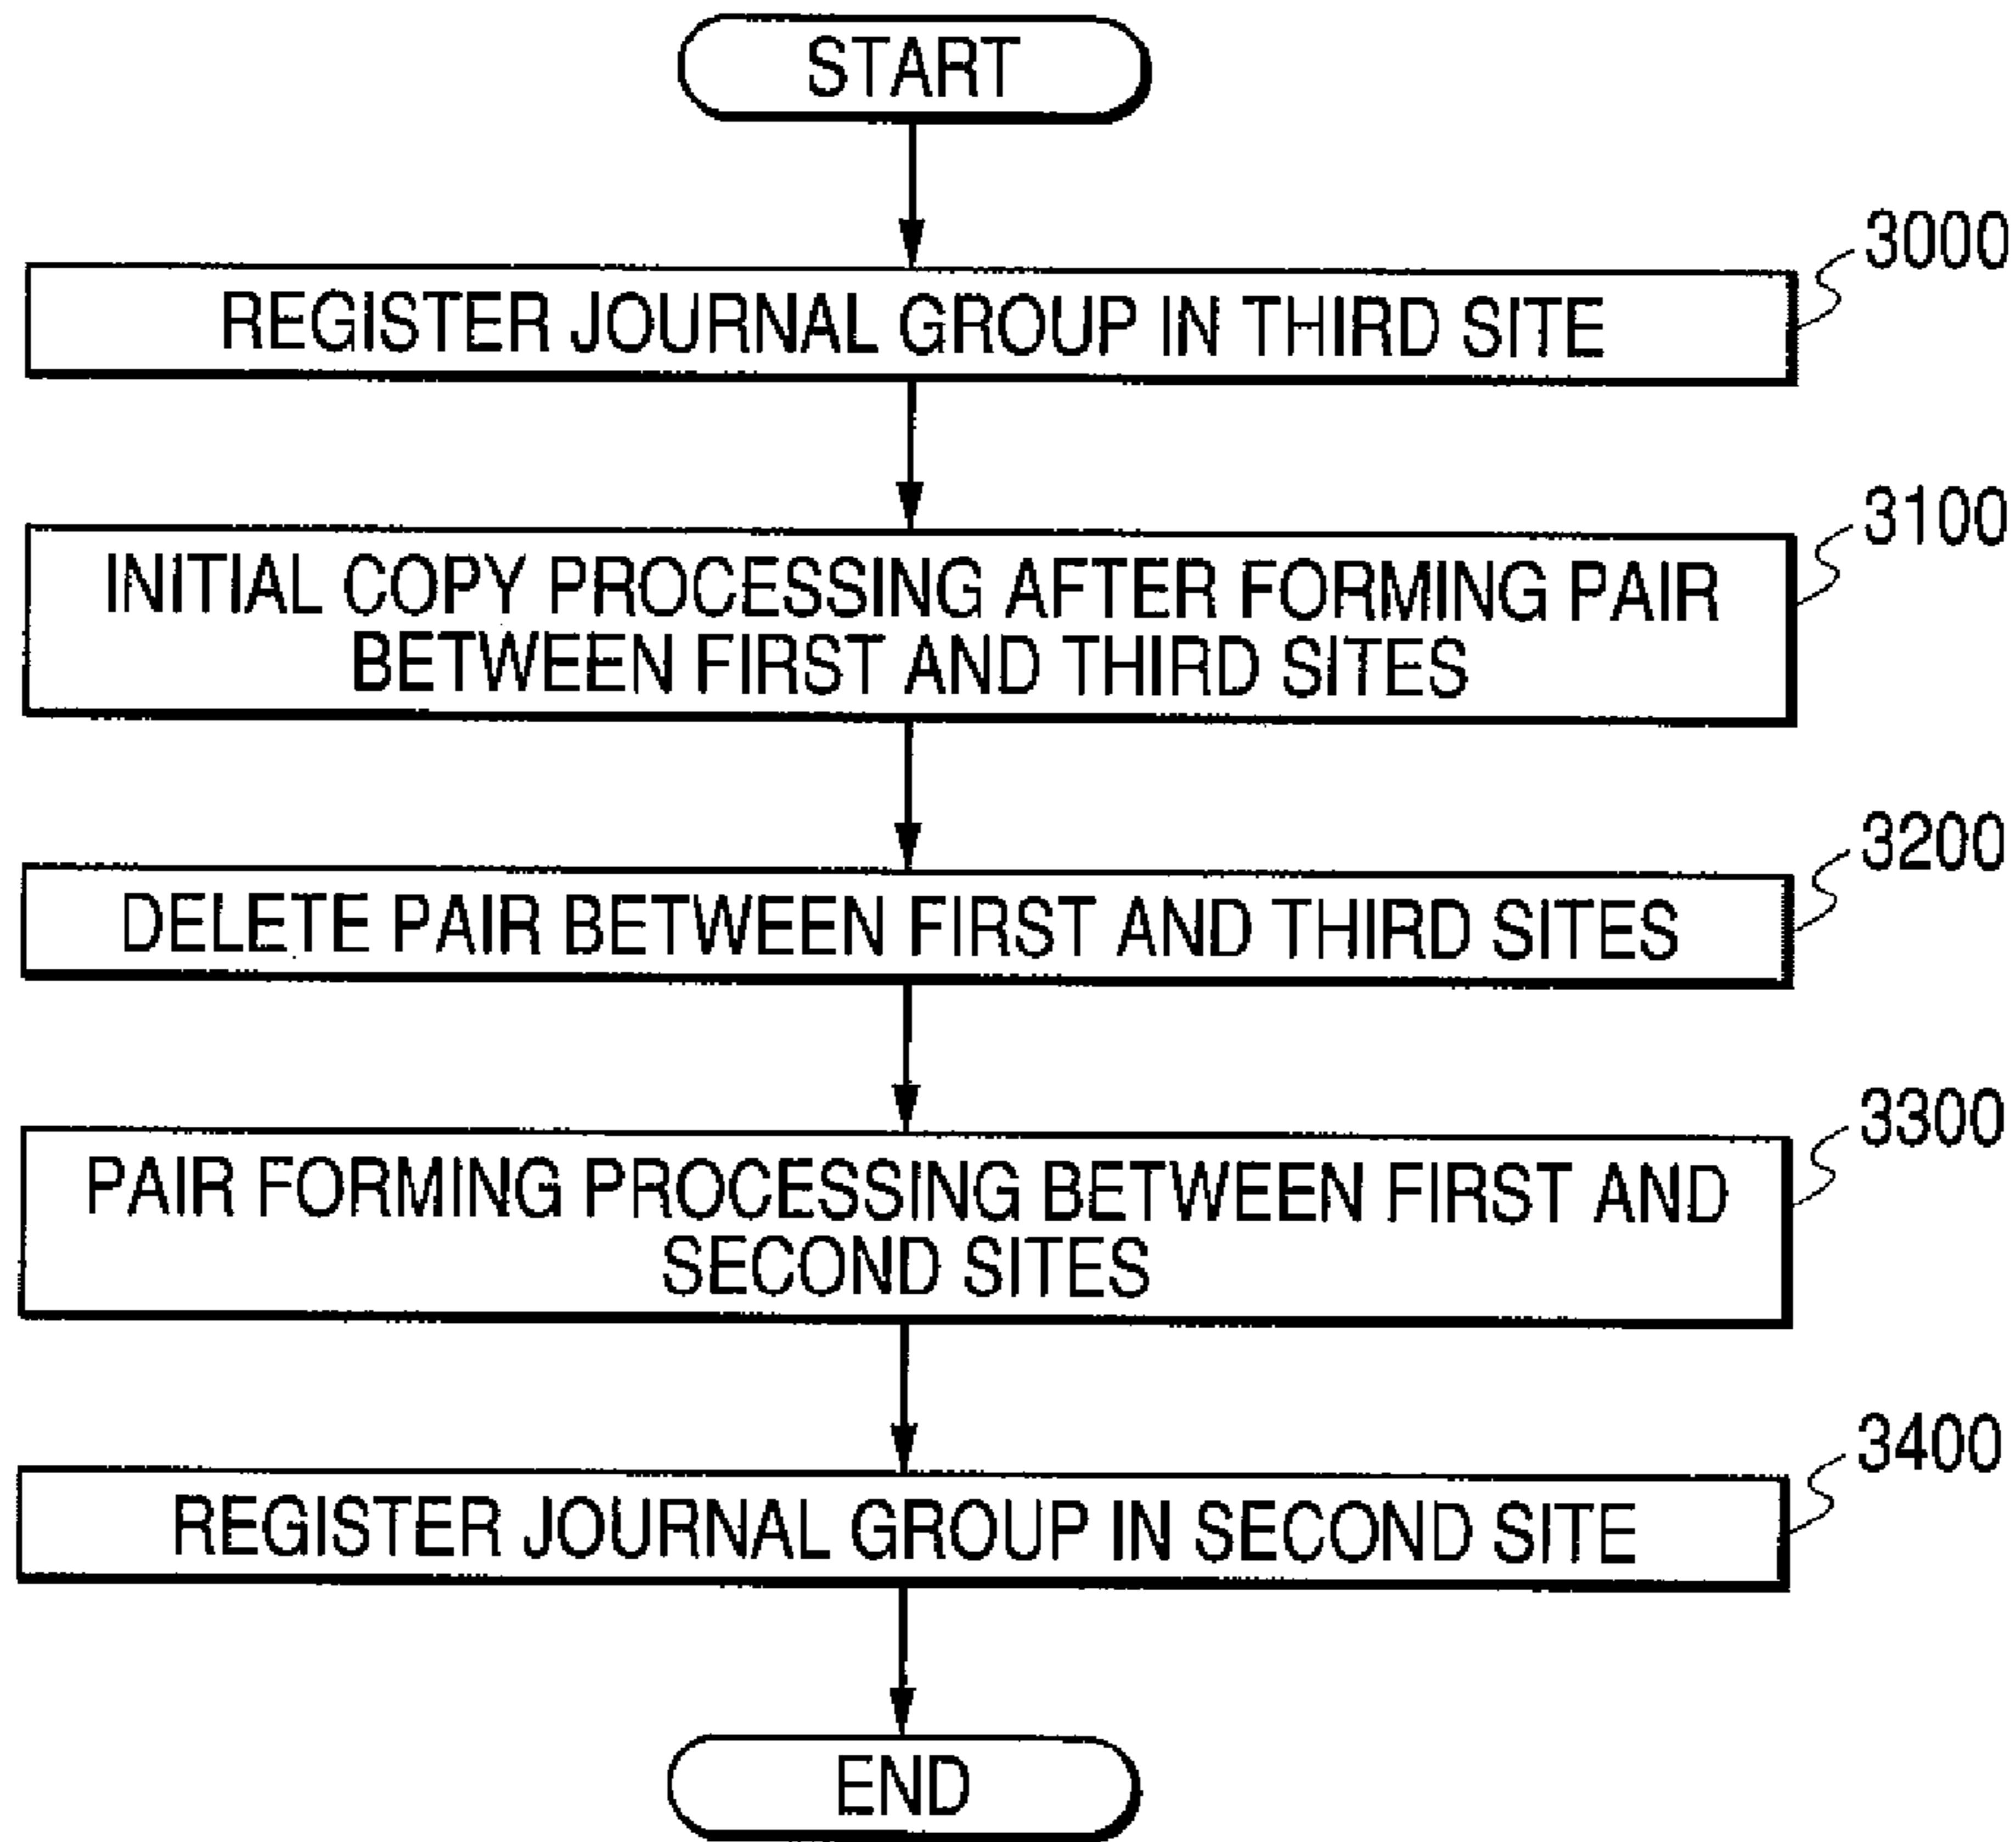 START
3000
REGISTER JOURNAL GROUP IN THIRD SITE
3100
INITIAL COPY PROCESSING AFTER FORMING PAIR
BETWEEN FIRST AND THIRD SITES
3200
DELETE PAIR BETWEEN FIRST AND THIRD SITES
3300
PAIR FORMING PROCESSING BETWEEN FIRST AND
SECOND SITES
3400
REGISTER JOURNAL GROUP IN SECOND SITE
END